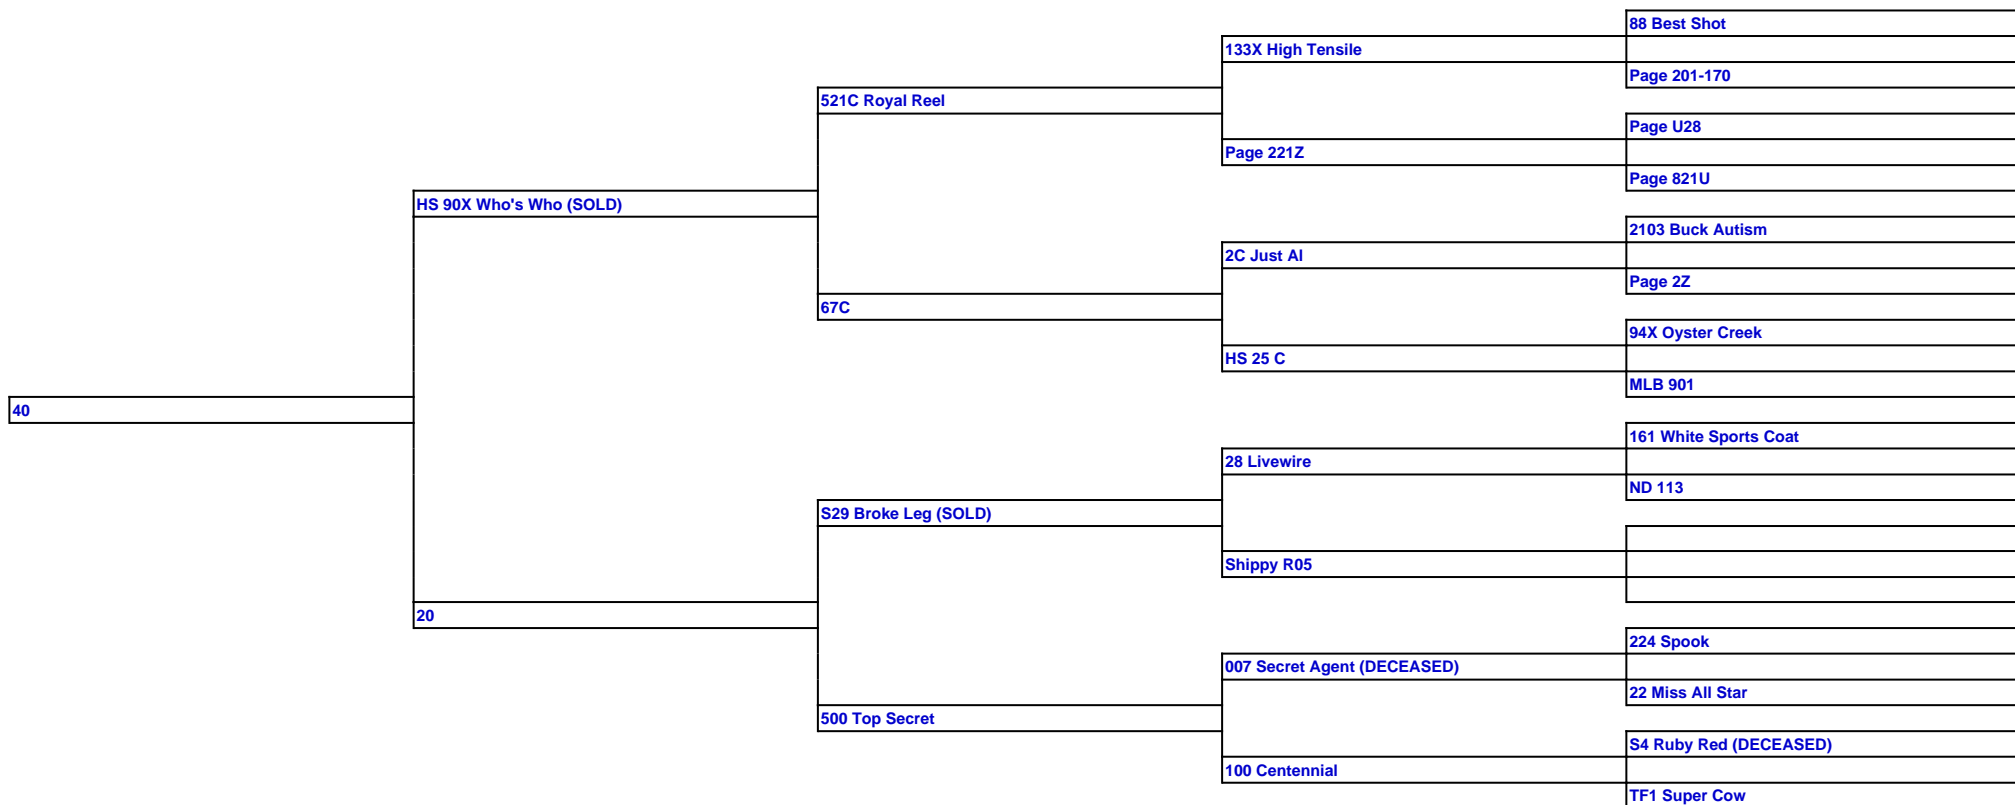 88 Best Shot
133X High Tensile
Page 201-170
521C Royal Reel
Page U28
Page 221Z
Page 821U
HS 90X Who's Who (SOLD)
2103 Buck Autism
2C Just Al
Page 2Z
67C
94X Oyster Creek
HS 25 C
MLB 901
40
161 White Sports Coat
28 Livewire
ND 113
S29 Broke Leg (SOLD)
Shippy R05
20
224 Spook
007 Secret Agent (DECEASED)
22 Miss All Star
500 Top Secret
S4 Ruby Red (DECEASED)
100 Centennial
TF1 Super Cow